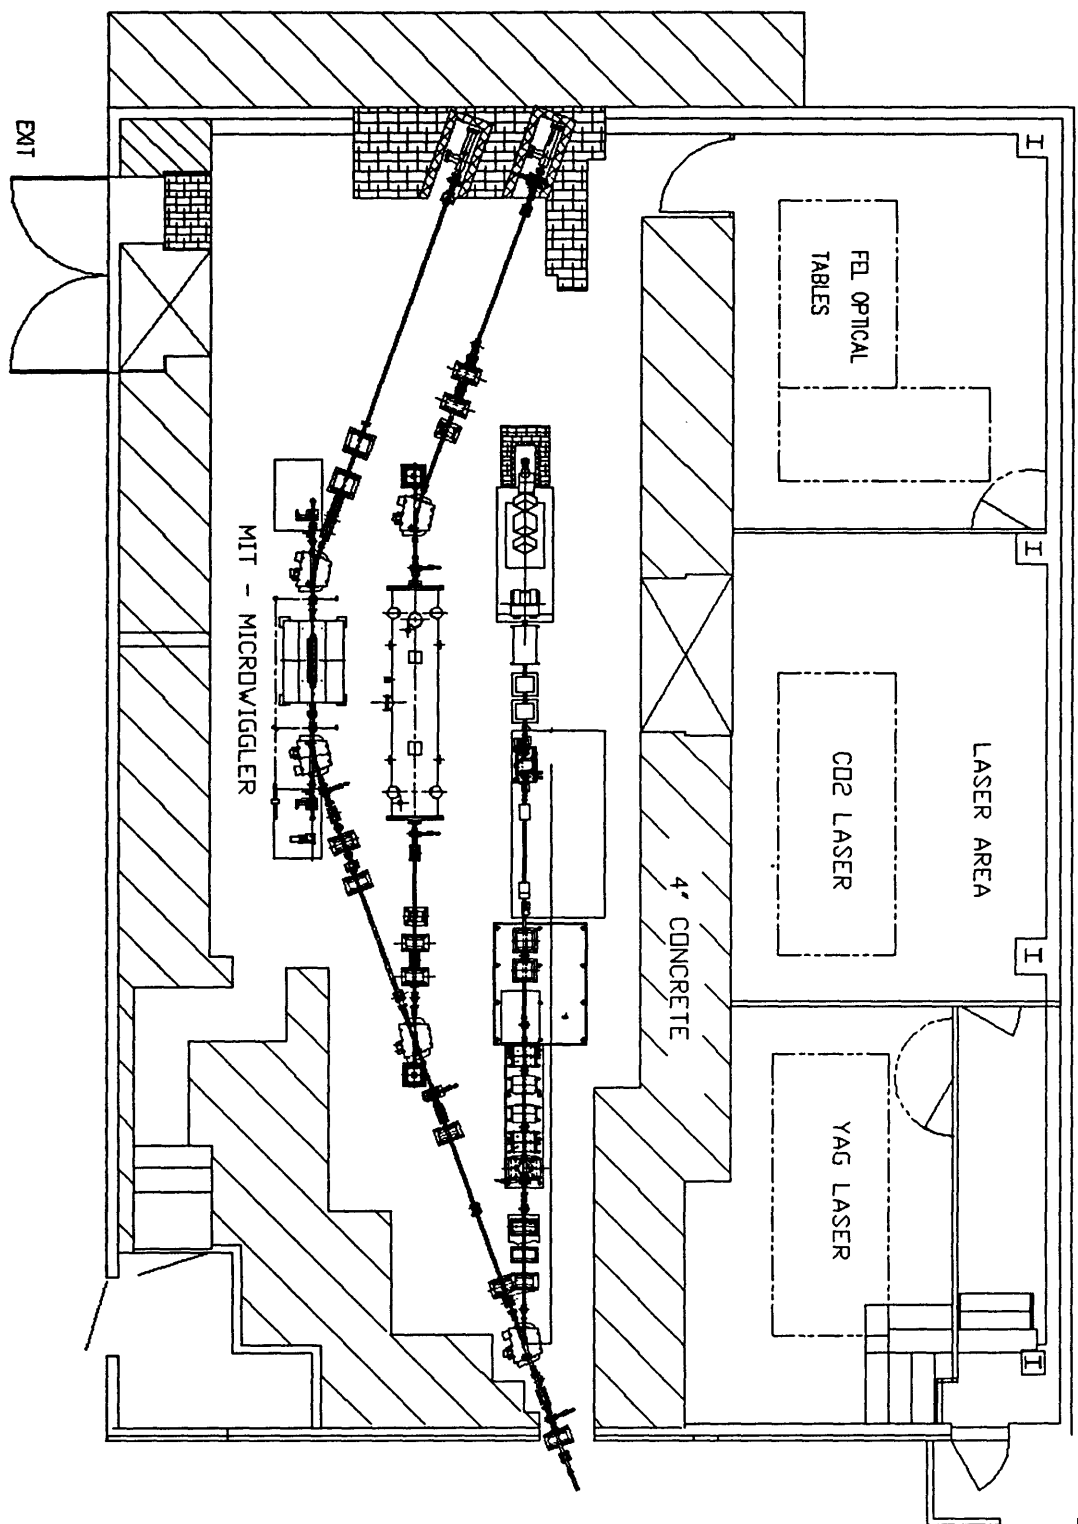 EXIT
FEL OPTICAL
TABLES
MIT - MICROWIGGLER
LASER AREA
CO2 LASER
4" CONCRETE
YAG LASER
I
I
I
I